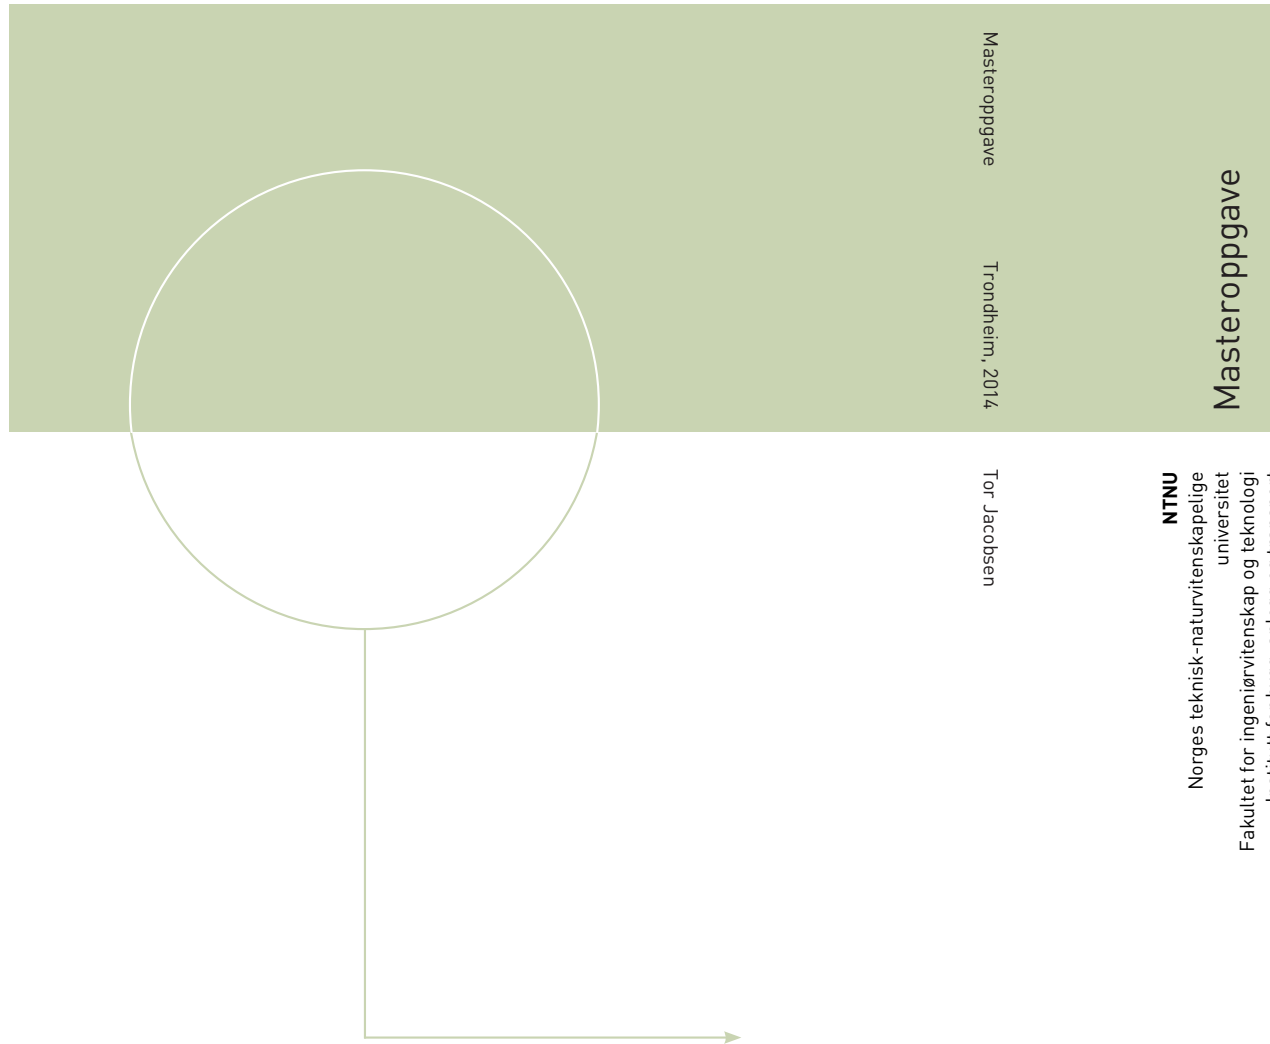 Masteroppgave
Trondheim, 2014
Tor Jacobsen
Masteroppgave
NTNU
Norges teknisk-naturvitenskapelige
universitet
Fakultet for ingeniørvitenskap og teknologi